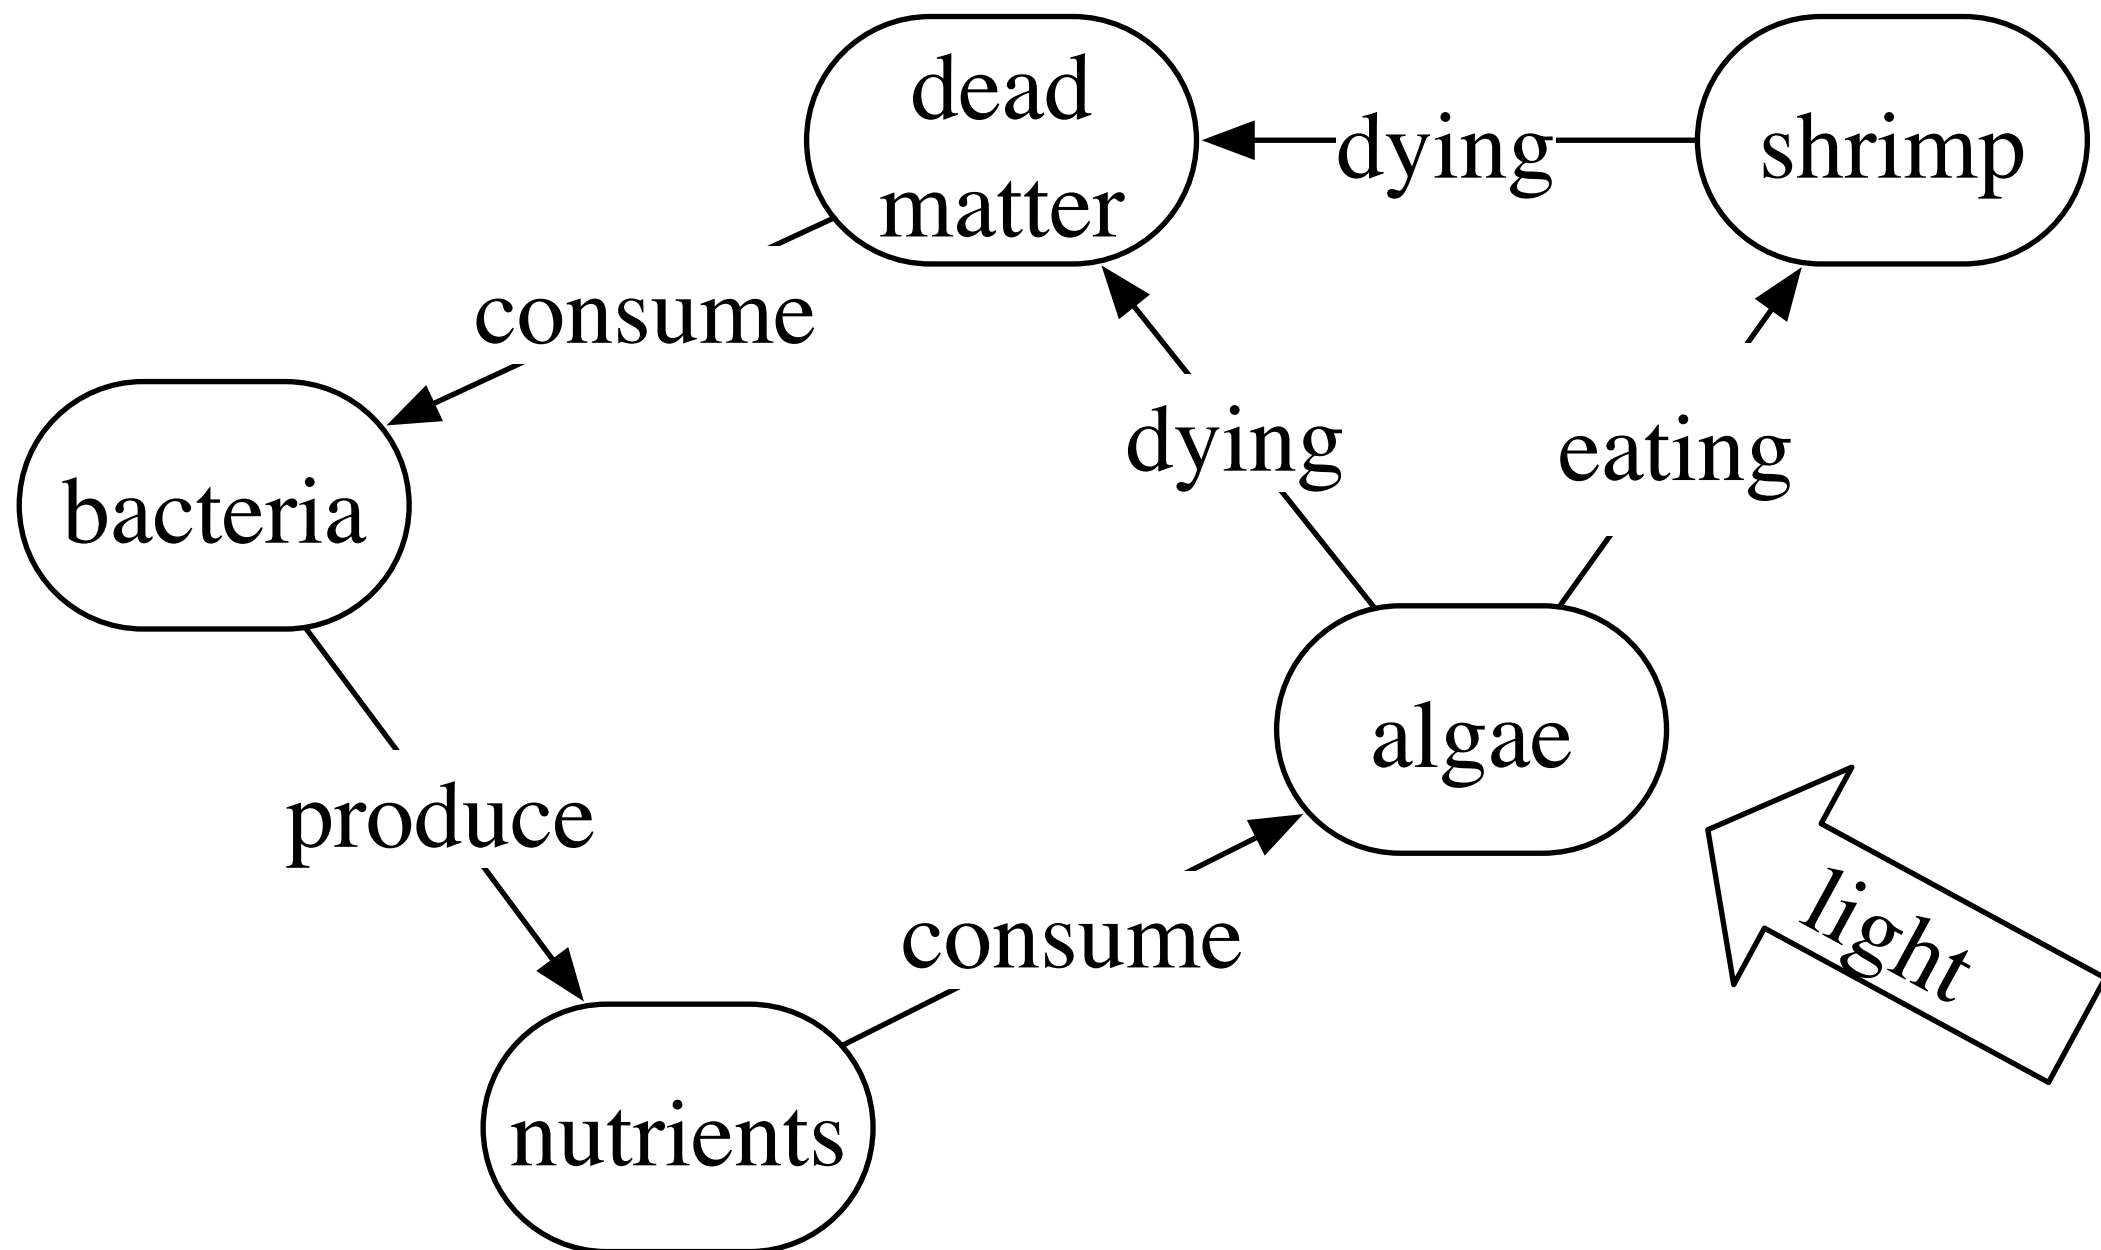 dead
matter
dying
shrimp
consume
dying
eating
bacteria
algae
produce
light
consume
nutrients